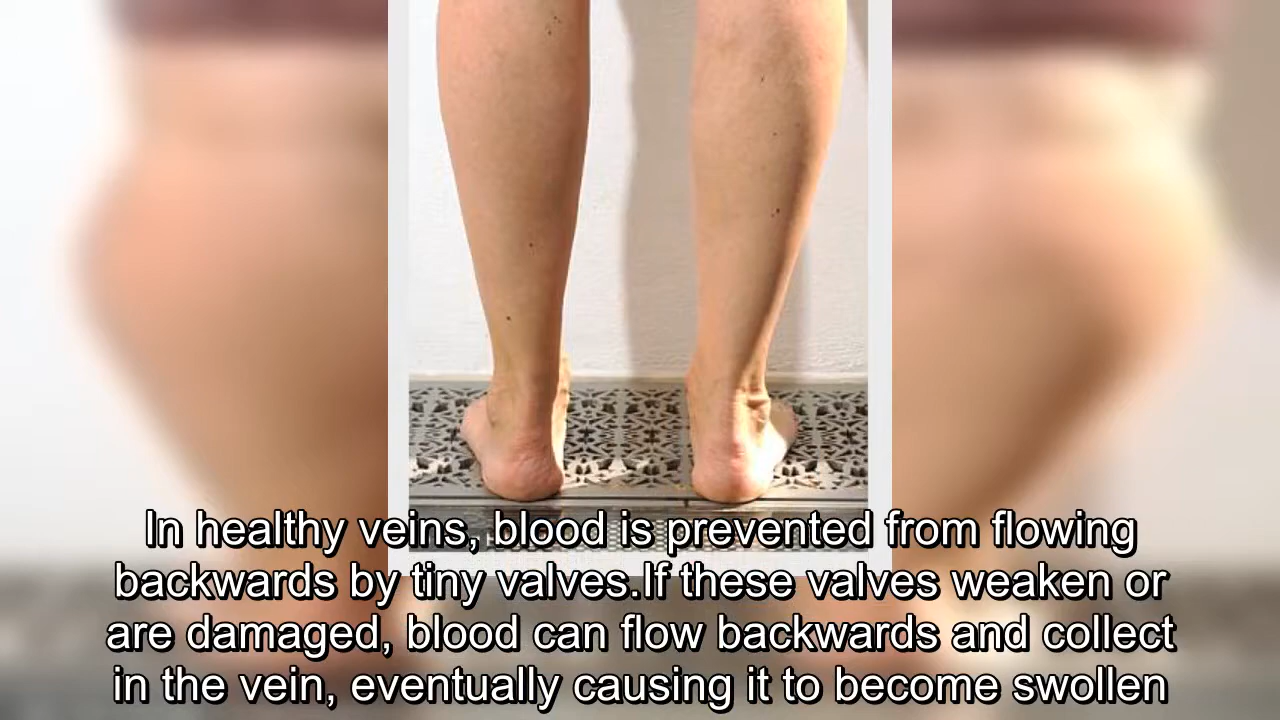 In healthy veins, blood is prevented from flowing
backwards by tiny valves.If these valves weaken or
are damaged, blood can flow backwards and collect
in the vein, eventually causing it to become swollen